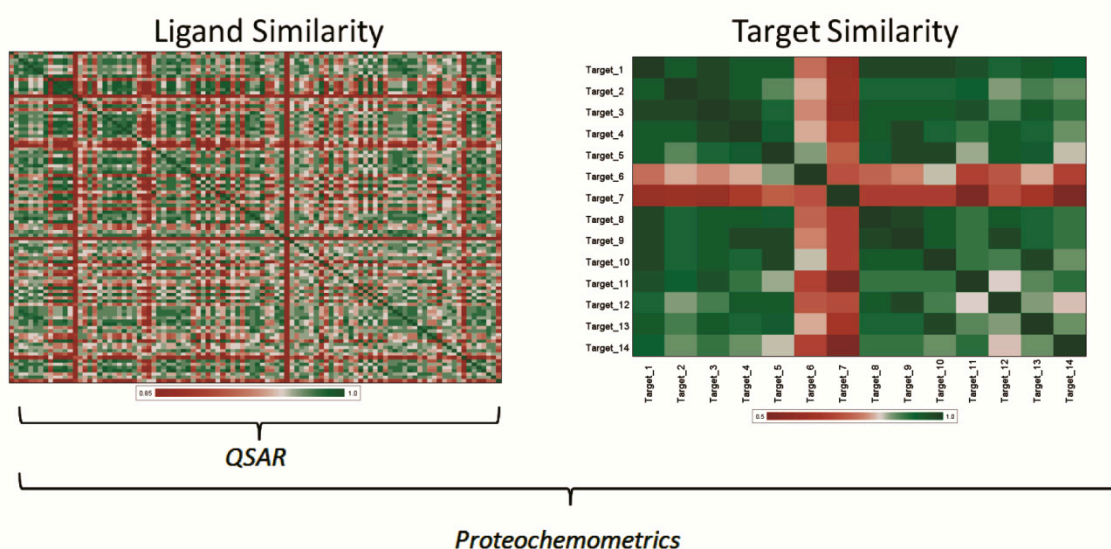 Ligand Similarity
0.85 1.0
QSAR
Target Similarity
Target_1
Target_2
Target_3
Target_4
Target_5
Target_6
Target_7
Target_8
Target_9
Target_10
Target_11
Target_12
Target_13
Target_14
Target_1 Target_2 Target_3 Target_4 Target_5 Target_6 Target_7 Target_8 Target_9 Target_10 Target_11 Target_12 Target_13 Target_14
0.5 1.0
Proteochemometrics